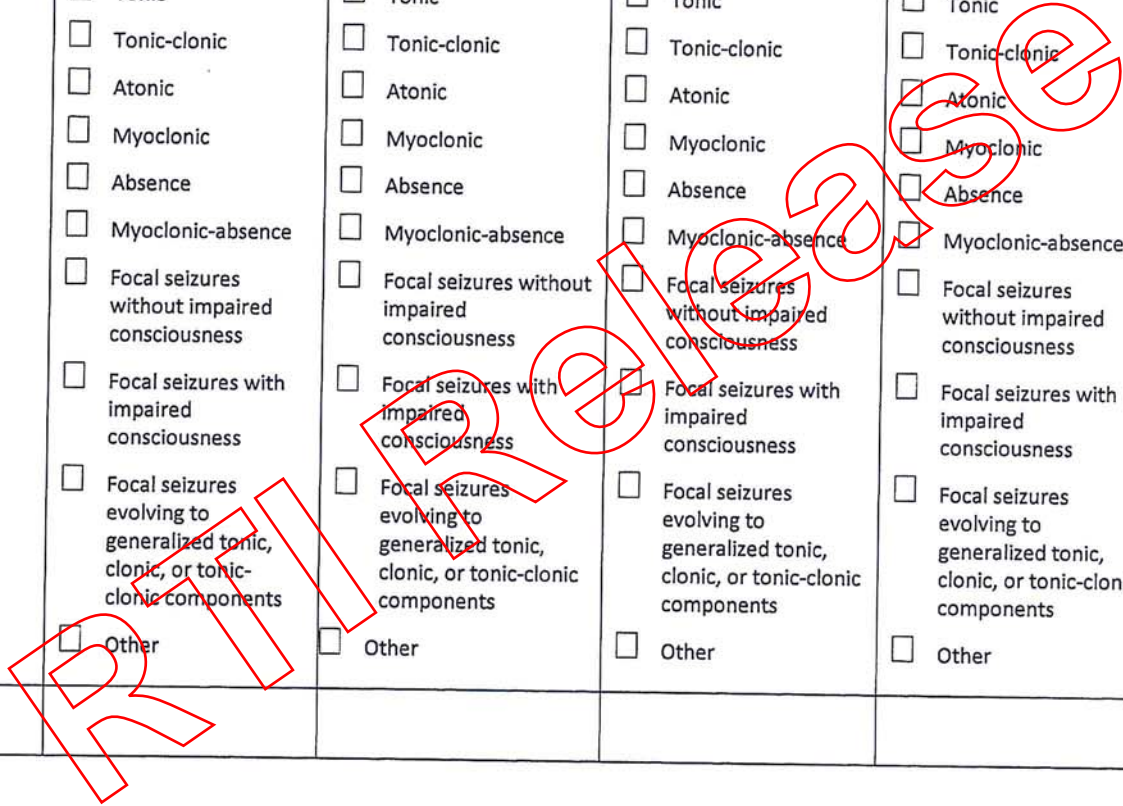 Tonic-clonic
Atonic
Myoclonic
Absence
Myoclonic-absence
Focal seizures
without impaired
consciousness
Focal seizures with
impaired
consciousness
Focal seizures
evolving to
generalized tonic,
clonic, or tonic-
clonic components
Other
Tonic
Tonic-clonic
Atonic
Myoclonic
Absence
Myoclonic-absence
Focal seizures without
impaired
consciousness
Focal seizures with
impaired
consciousness
Focal seizures
evolving to
generalized tonic,
clonic, or tonic-clonic
components
Other
Tonic
Tonic-clonic
Atonic
Myoclonic
Absence
Myoclonic-absence
Focal seizures
without impaired
consciousness
Focal seizures with
impaired
consciousness
Focal seizures
evolving to
generalized tonic,
clonic, or tonic-clonic
components
Other
Tonic
Tonic-clonic
Atonic
Myoclonic
Absence
Myoclonic-absence
Focal seizures
without impaired
consciousness
Focal seizures with
impaired
consciousness
Focal seizures
evolving to
generalized tonic,
clonic, or tonic-clon
components
Other
RTI Release